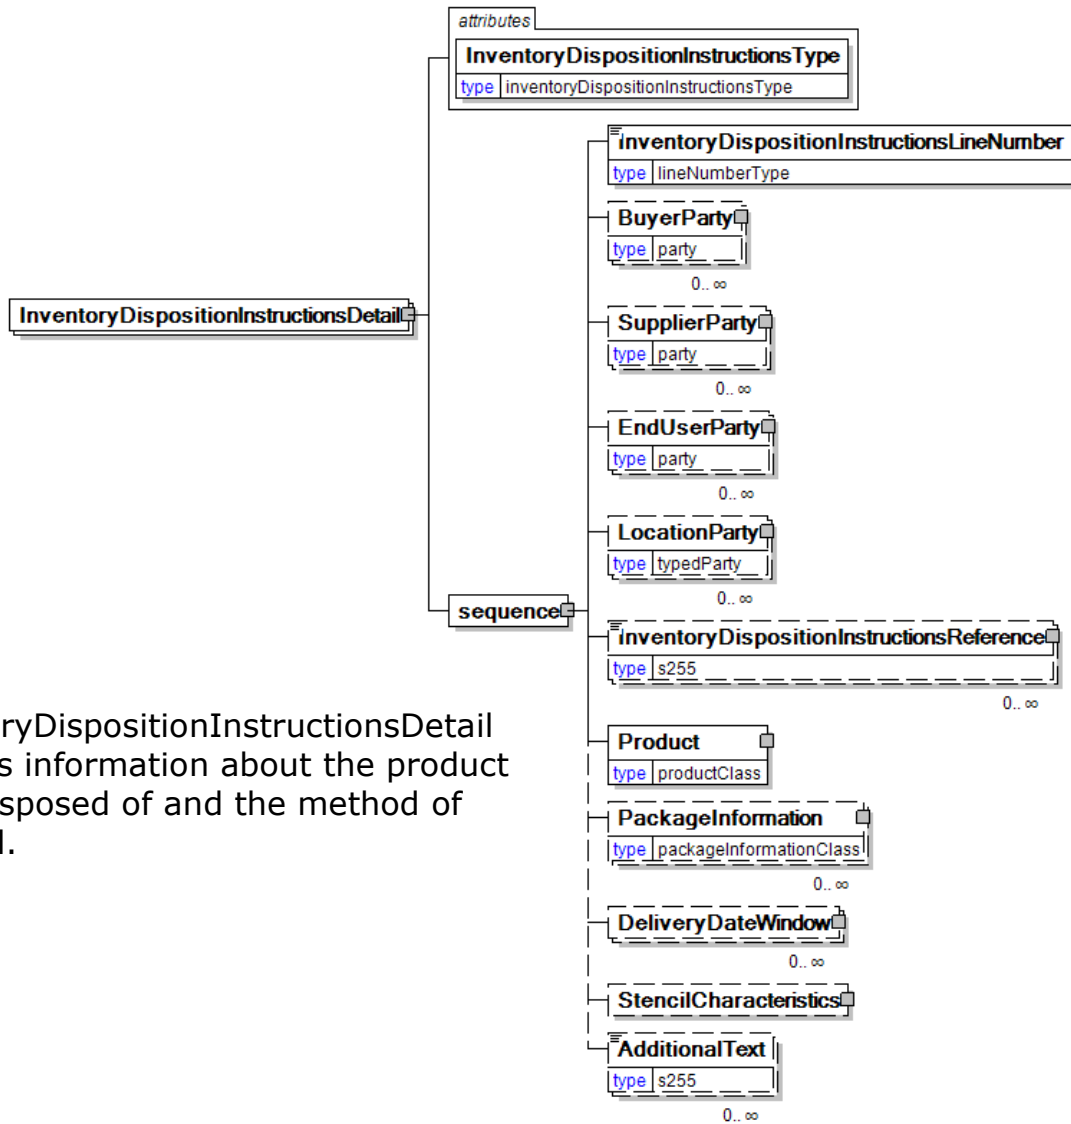 attributes
InventoryDispositionInstructionsType
type inventoryDispositionInstructionsType
InventoryDispositionInstructionsLineNumber
type lineNumberType
BuyerParty
type party
0.. ∞
InventoryDispositionInstructionsDetail
SupplierParty
type party
0.. ∞
EndUserParty
type party
0.. ∞
LocationParty
type typedParty
0.. ∞
sequence
InventoryDispositionInstructionsReference
type s255
0.. ∞
ryDispositionInstructionsDetail
s information about the product
sposed of and the method of
.
Product
type productClass
PackageInformation
type packageInformationClass
0.. ∞
DeliveryDateWindow
0.. ∞
StencilCharacteristics
AdditionalText
type s255
0.. ∞